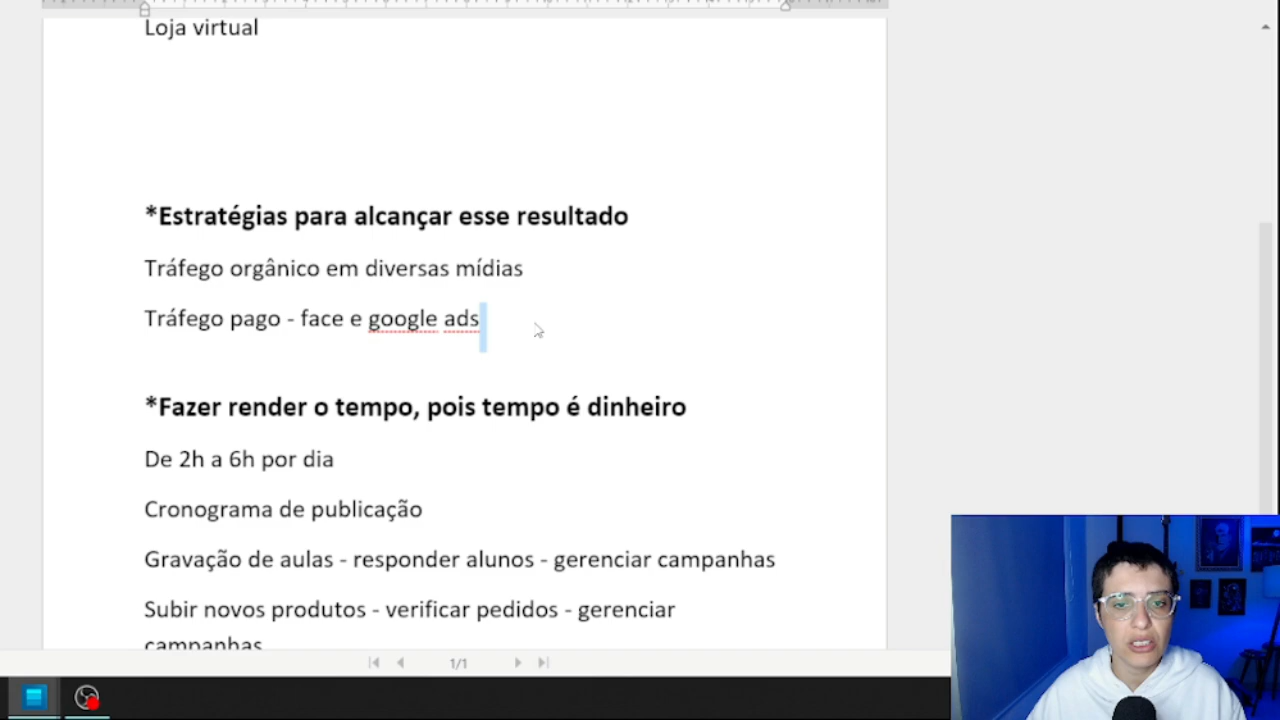 Loja virtual
*Estratégias para alcançar esse resultado
Tráfego orgânico em diversas mídias
Tráfego pago - face e google ads
*Fazer render o tempo, pois tempo é dinheiro
De 2h a 6h por dia
Cronograma de publicação
Gravação de aulas - responder alunos - gerenciar campanhas
Subir novos produtos - verificar pedidos - gerenciar
campanhas
1/1